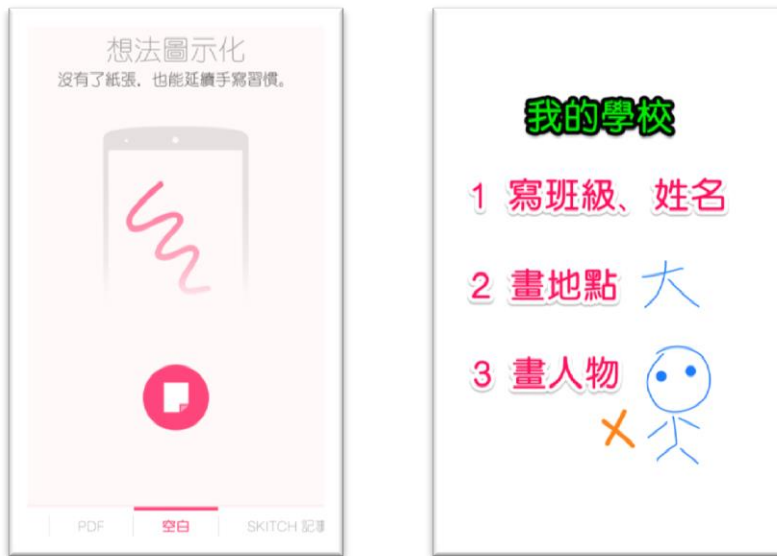 想法圖示化
沒有了紙張，也能延續手寫習慣。
PDF 空白 SKITCH 記事
我的學校
1 寫班級、姓名
2 畫地點 大
3 畫人物